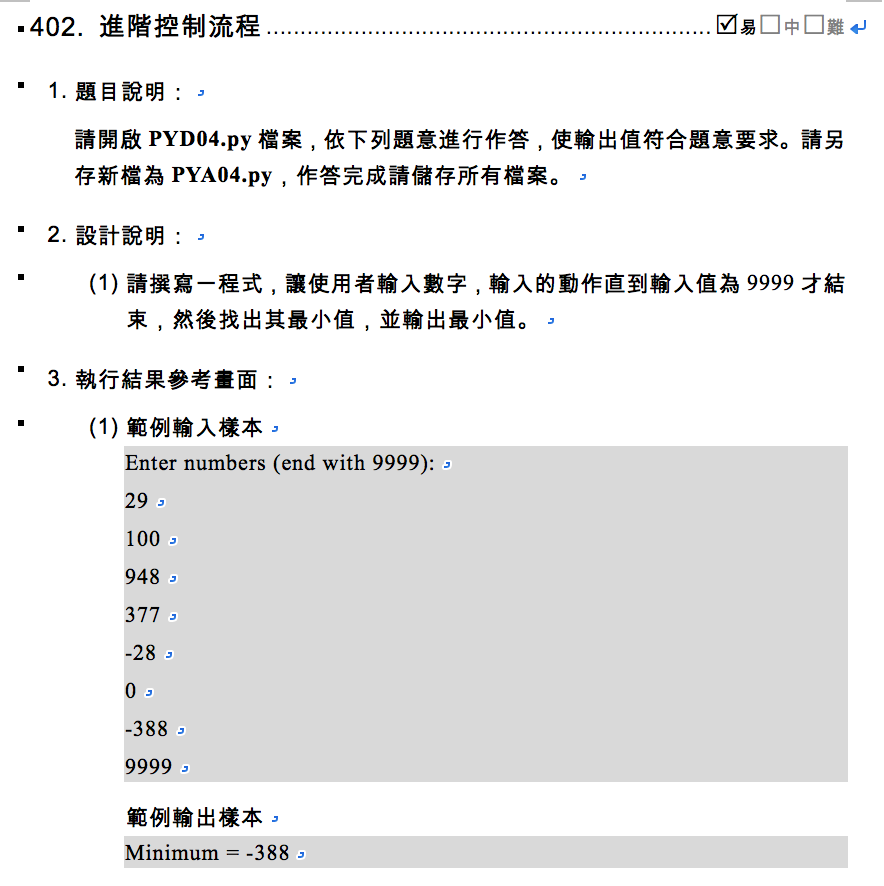 402. 進階控制流程 ................................................................ ☑易☐中☐難
1. 題目說明：
請開啟 PYD04.py 檔案，依下列題意進行作答，使輸出值符合題意要求。請另
存新檔為 PYA04.py，作答完成請儲存所有檔案。
2. 設計說明：
(1) 請撰寫一程式，讓使用者輸入數字，輸入的動作直到輸入值為 9999 才結
束，然後找出其最小值，並輸出最小值。
3. 執行結果參考畫面：
(1) 範例輸入樣本
Enter numbers (end with 9999):
29
100
948
377
-28
0
-388
9999
範例輸出樣本
Minimum = -388